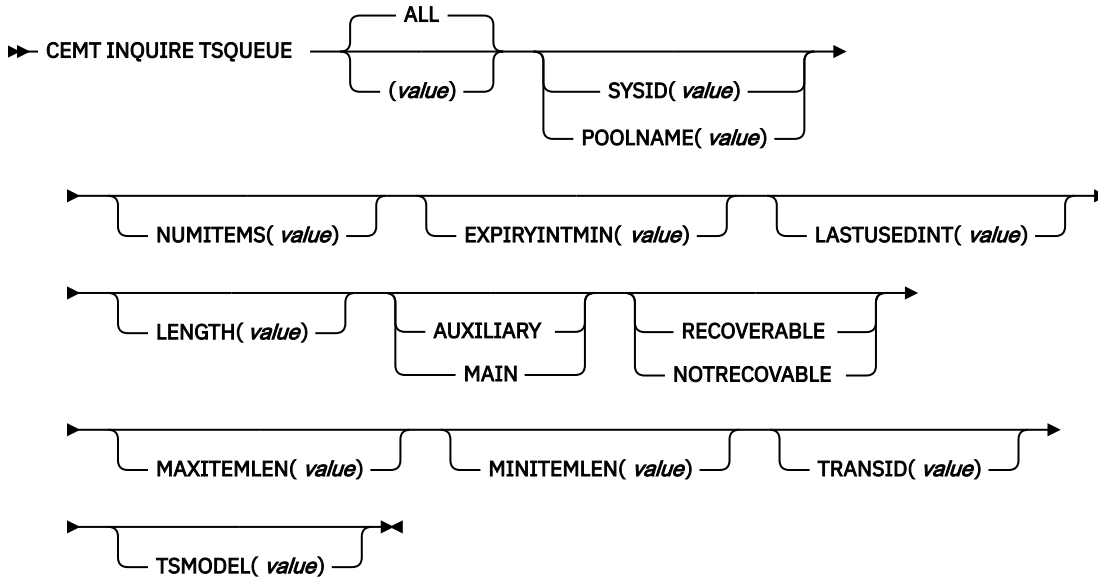 ALL
CEMT INQUIRE TSQUEUE
(value)
SYSID( value)
POOLNAME( value)
NUMITEMS( value) EXPIRYINTMIN( value) LASTUSEDINT( value)
LENGTH( value) AUXILIARY RECOVERABLE
MAIN NOTRECOVABLE
MAXITEMLEN( value) MINITEMLEN( value) TRANSID( value)
TSMODEL( value)